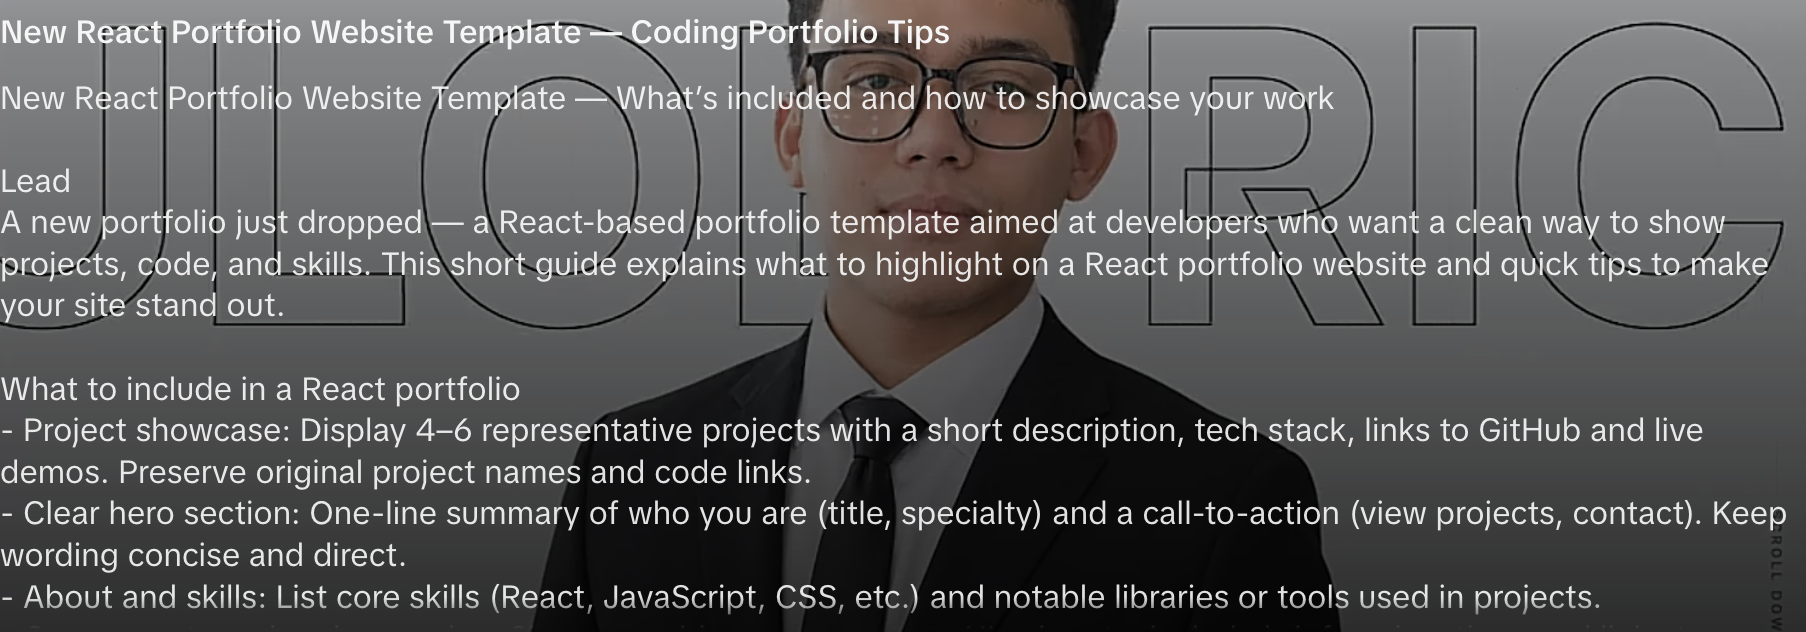 New React Portfolio Website Template — Coding Portfolio Tips
New React Portfolio Website Template — What's included and how to showcase your work
Lead
A new portfolio just dropped — a React-based portfolio template aimed at developers who want a clean way to show
projects, code, and skills. This short guide explains what to highlight on a React portfolio website and quick tips to make
your site stand out.
What to include in a React portfolio
- Project showcase: Display 4–6 representative projects with a short description, tech stack, links to GitHub and live
demos. Preserve original project names and code links.
- Clear hero section: One-line summary of who you are (title, specialty) and a call-to-action (view projects, contact). Keep
wording concise and direct.
- About and skills: List core skills (React, JavaScript, CSS, etc.) and notable libraries or tools used in projects.
RIC